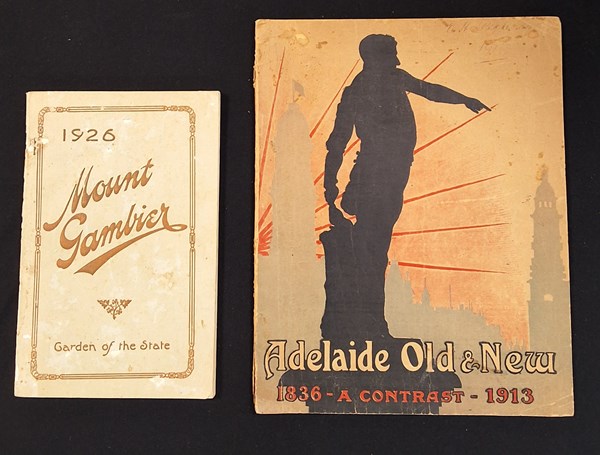 1926
Mount
Gambier
Garden of the State
Adelaide Old & New
1836 - A CONTRAST - 1913